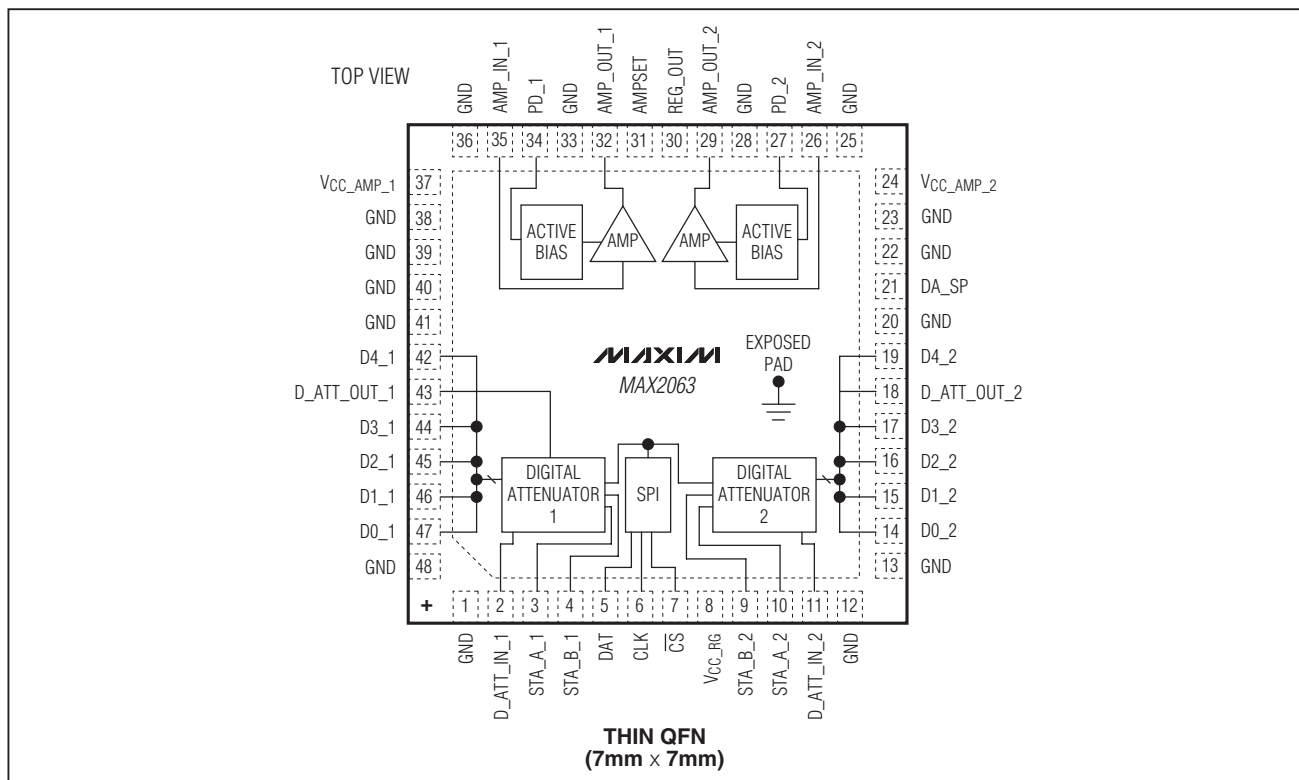 TOP VIEW
GND
AMP_IN_1
PD_1
GND
AMP_OUT_1
AMPSET
REG_OUT
AMP_OUT_2
GND
PD_2
AMP_IN_2
GND
36 35 34 33 32 31 30 29 28 27 26 25
VCC_AMP_1 37
GND 38
GND 39
GND 40
GND 41
D4_1 42
D_ATT_OUT_1 43
D3_1 44
D2_1 45
D1_1 46
D0_1 47
GND 48
24 VCC_AMP_2
23 GND
22 GND
21 DA_SP
20 GND
19 D4_2
18 D_ATT_OUT_2
17 D3_2
16 D2_2
15 D1_2
14 D0_2
13 GND
ACTIVE
BIAS
AMP
AMP
ACTIVE
BIAS
MAXIM
MAX2063
EXPOSED
PAD
DIGITAL
ATTENUATOR
1
SPI
DIGITAL
ATTENUATOR
2
+ 1 2 3 4 5 6 7 8 9 10 11 12
GND
D_ATT_IN_1
STA_A_1
STA_B_1
DAT
CLK
C̅S̅
VCC_RG
STA_B_2
STA_A_2
D_ATT_IN_2
GND
THIN QFN
(7mm x 7mm)